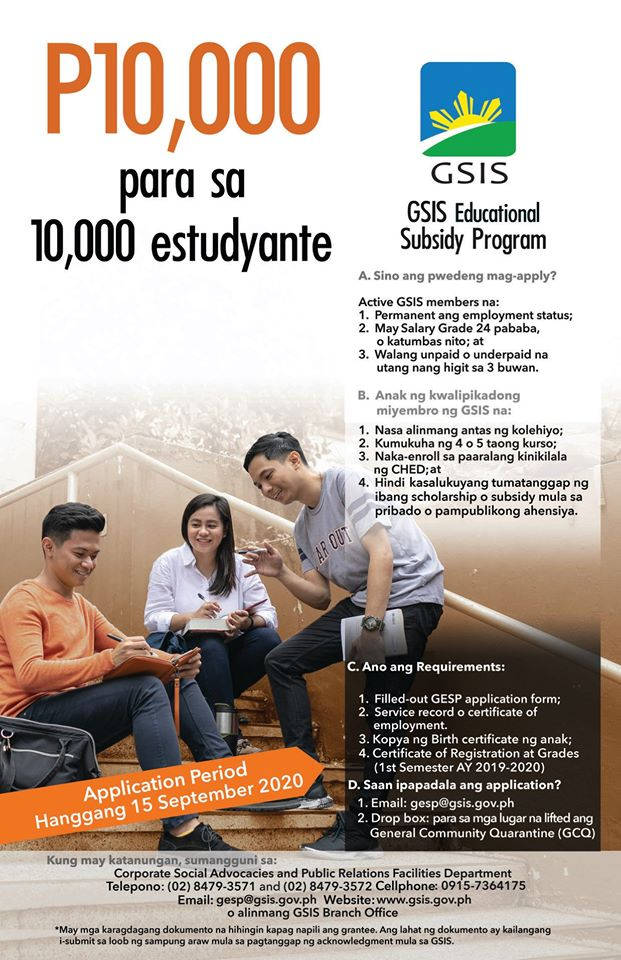 P10,000
para sa
10,000 estudyante
GSIS
GSIS Educational
Subsidy Program
A. Sino ang pwedeng mag-apply?
Active GSIS members na:
1. Permanent ang employment status;
2. May Salary Grade 24 pababa,
o katumbas nito; at
3. Walang unpaid o underpaid na
utang nang higit sa 3 buwan.
B. Anak ng kwalipikadong
miyembro ng GSIS na:
1. Nasa alinmang antas ng kolehiyo;
2. Kumukuha ng 4 o 5 taong kurso;
3. Naka-enroll sa paaralang kinikilala
ng CHED; at
4. Hindi kasalukuyang tumatanggap ng
ibang scholarship o subsidy mula sa
pribado o pampublikong ahensiya.
AR OUT
C. Ano ang Requirements:
1. Filled-out GESP application form;
2. Service record o certificate of
employment.
3. Kopya ng Birth certificate ng anak;
4. Certificate of Registration at Grades
(1st Semester AY 2019-2020)
D. Saan ipapadala ang application?
1. Email: gesp@gsis.gov.ph
2. Drop box: para sa mga lugar na lifted ang
General Community Quarantine (GCQ)
Application Period
Hanggang 15 September 2020
Kung may katanungan, sumangguni sa:
Corporate Social Advocacies and Public Relations Facilities Department
Telepono: (02) 8479-3571 and (02) 8479-3572 Cellphone: 0915-7364175
Email: gesp@gsis.gov.ph Website: www.gsis.gov.ph
o alinmang GSIS Branch Office
*May mga karagdagang dokumento na hihingin kapag napili ang grantee. Ang lahat ng dokumento ay kailangang
i-submit sa loob ng sampung araw mula sa pagtanggap ng acknowledgment mula sa GSIS.